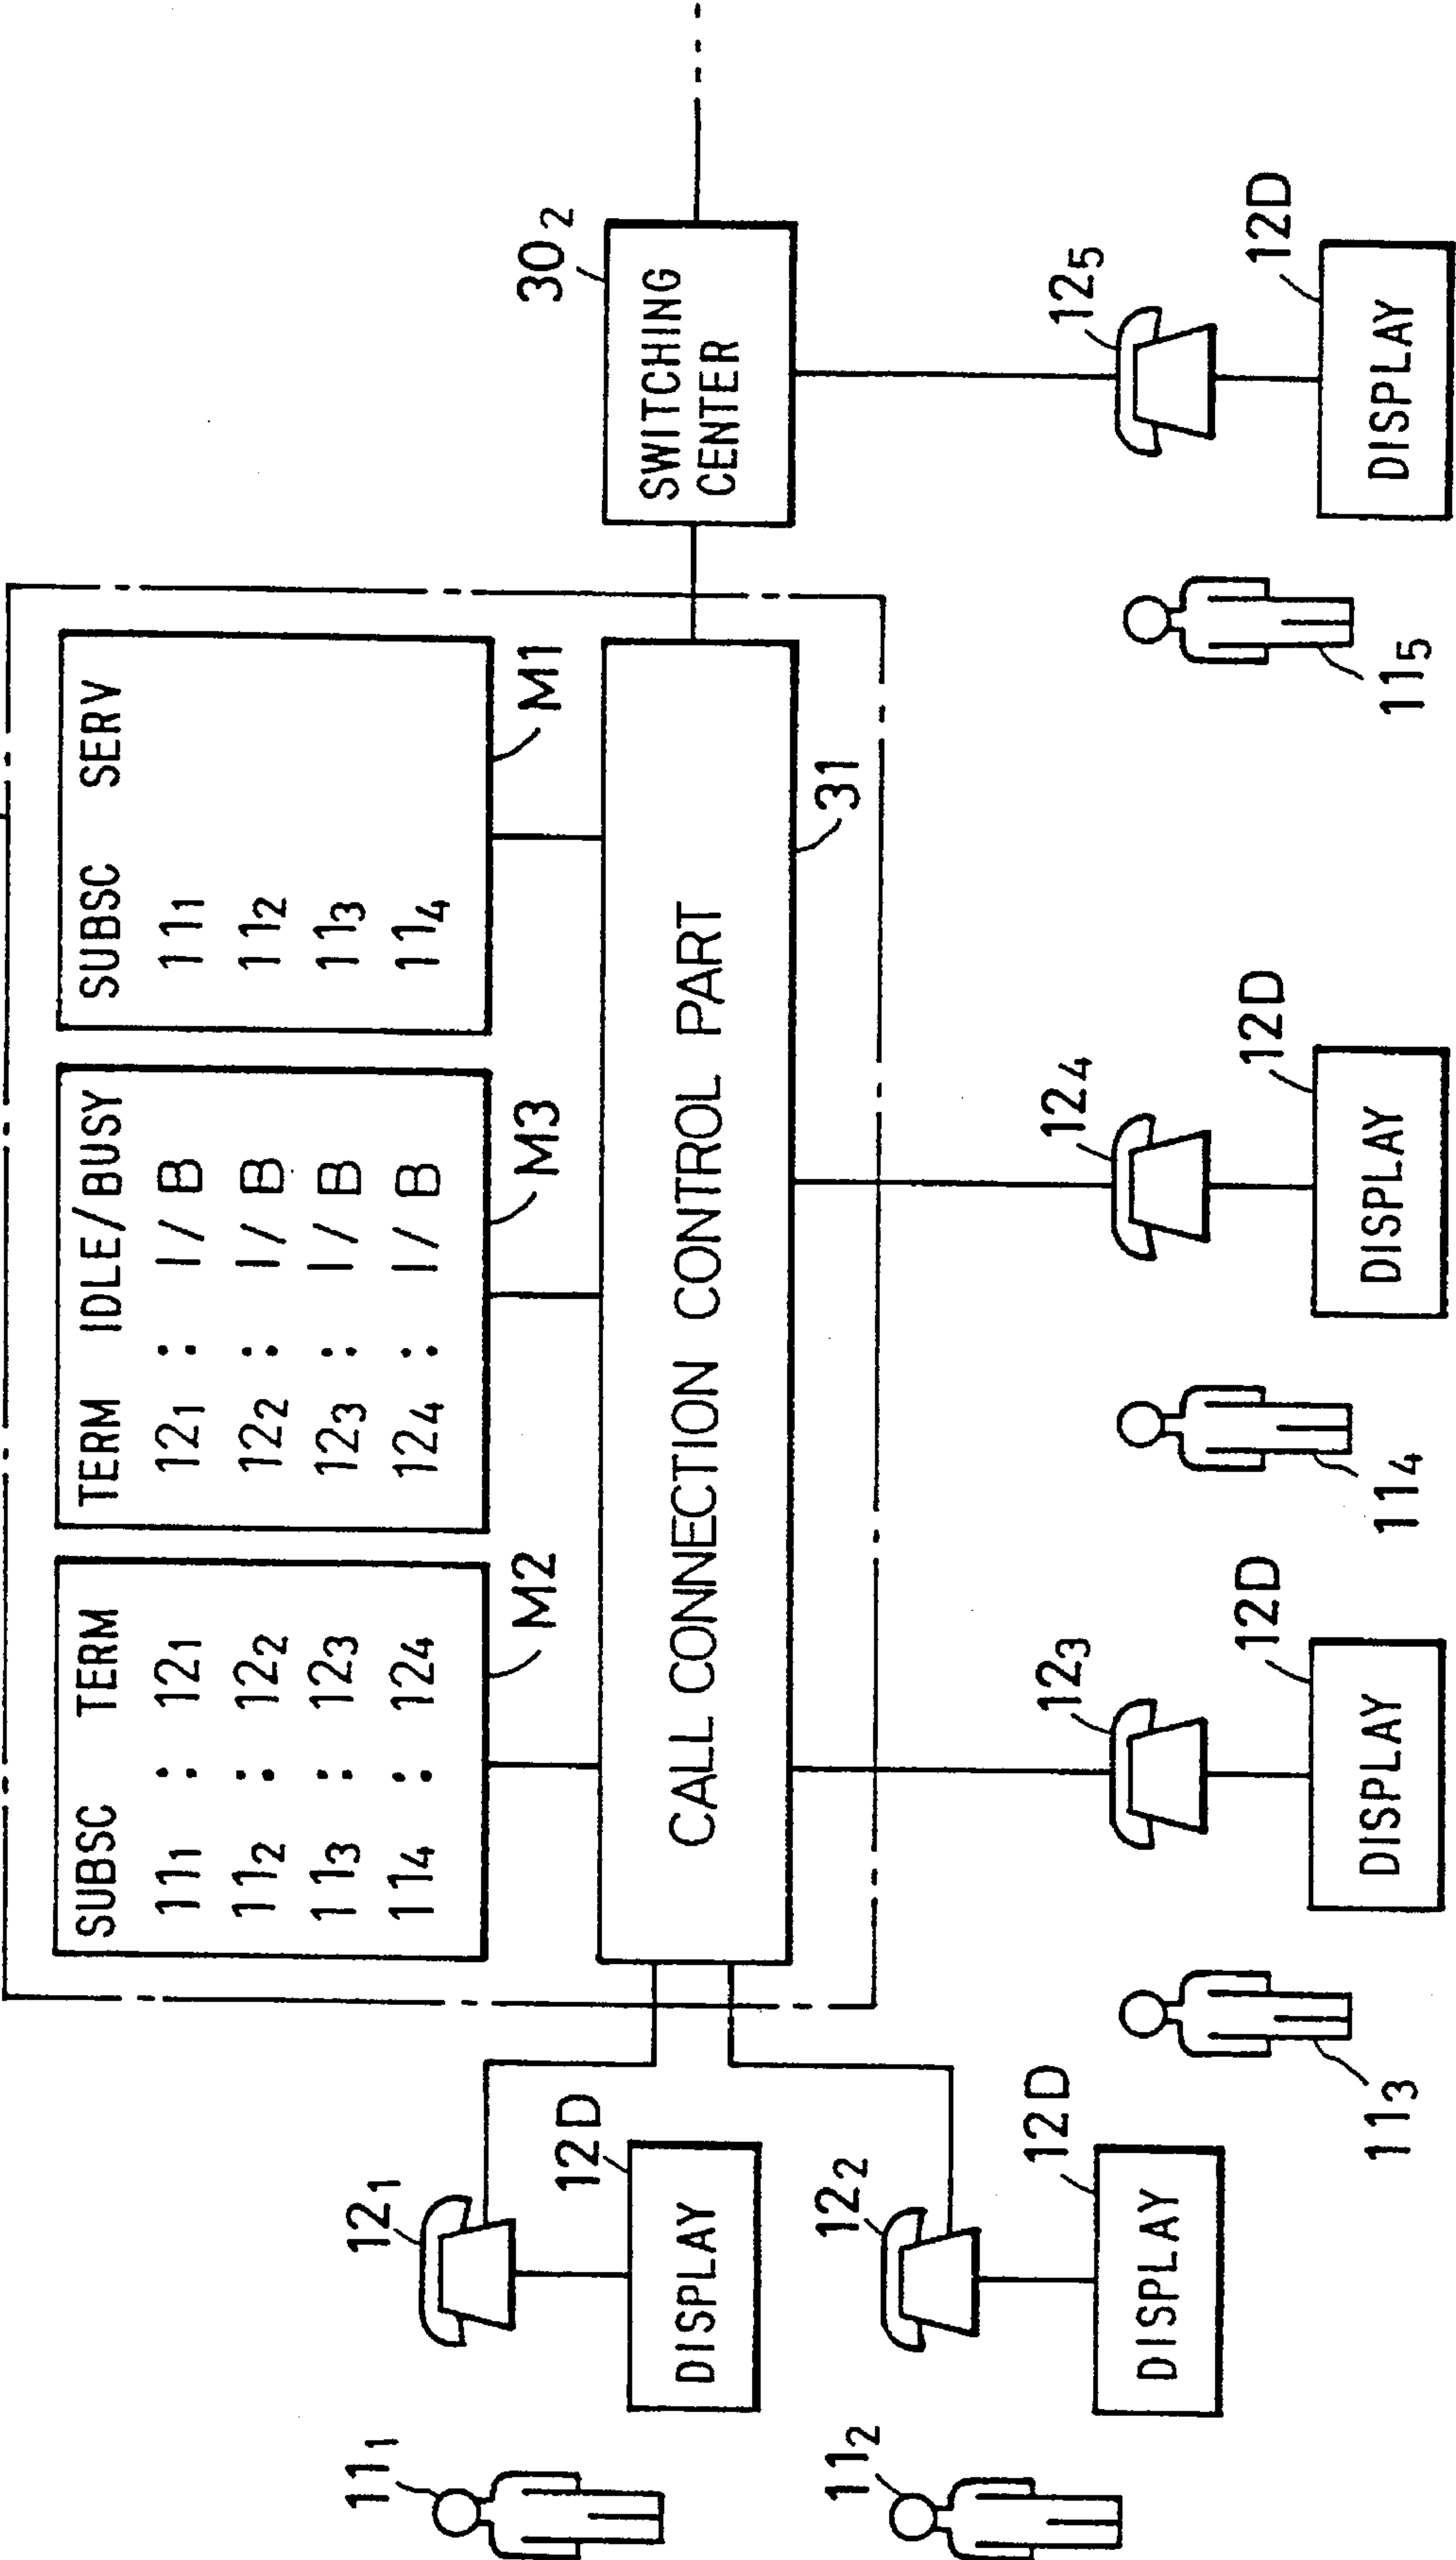 SUBSC TERM
11₁ : 12₁
11₂ : 12₂
11₃ : 12₃
11₄ : 12₄
M2
TERM IDLE/BUSY
12₁ : I/B
12₂ : I/B
12₃ : I/B
12₄ : I/B
M3
SUBSC SERV
11₁
11₂
11₃
11₄
M1
CALL CONNECTION CONTROL PART
31
30₂
SWITCHING
CENTER
11₁
12₁
12D
DISPLAY
11₂
12₂
12D
DISPLAY
11₃
12₃
12D
DISPLAY
11₄
12₄
12D
DISPLAY
11₅
12₅
12D
DISPLAY